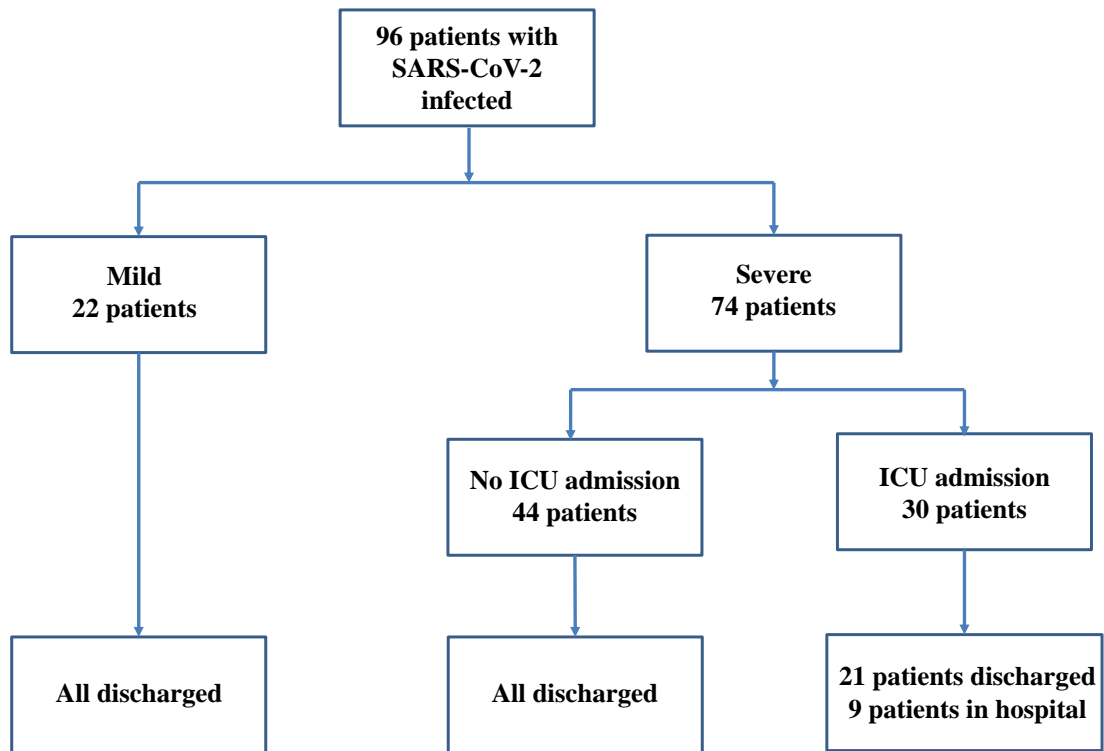 96 patients with
SARS-CoV-2
infected
Mild
22 patients
Severe
74 patients
No ICU admission
44 patients
ICU admission
30 patients
All discharged
All discharged
21 patients discharged
9 patients in hospital